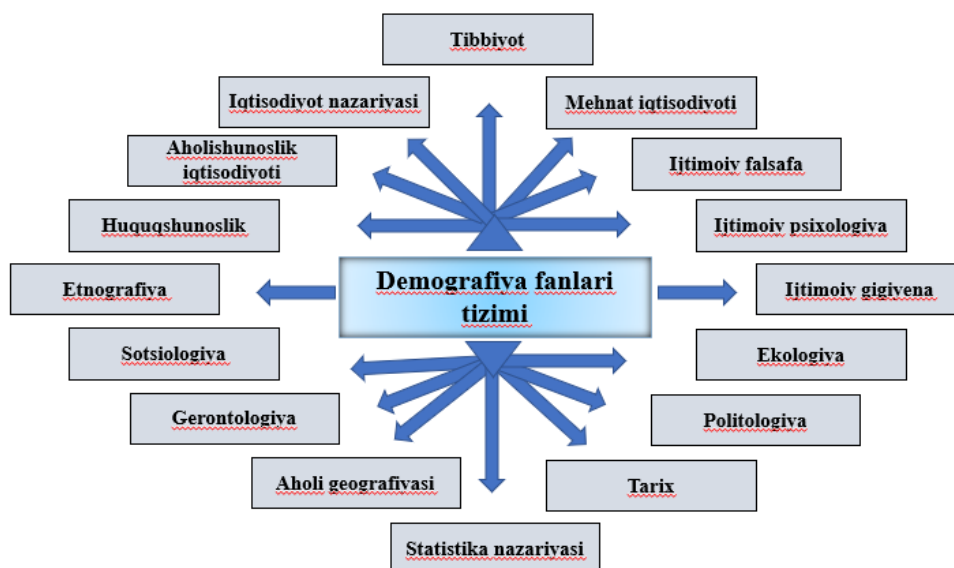 Tibbiyot
Iqtisodiyot nazariyasi
Mehnat iqtisodiyoti
Aholishunoslik
iqtisodiyoti
Ijtimoiy falsafa
Huquqshunoslik
Ijtimoiy psixologiya
Etnografiya
Demografiya fanlari
tizimi
Ijtimoiy gigiyena
Sotsiologiya
Ekologiya
Gerontologiya
Politologiya
Aholi geografiyasi
Tarix
Statistika nazariyasi